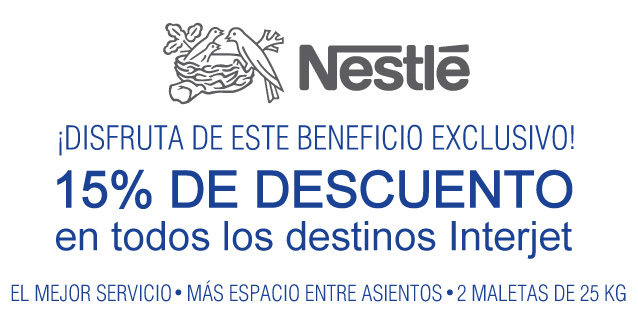 Nestlé
¡DISFRUTA DE ESTE BENEFICIO EXCLUSIVO!
15% DE DESCUENTO
en todos los destinos Interjet
EL MEJOR SERVICIO • MÁS ESPACIO ENTRE ASIENTOS • 2 MALETAS DE 25 KG